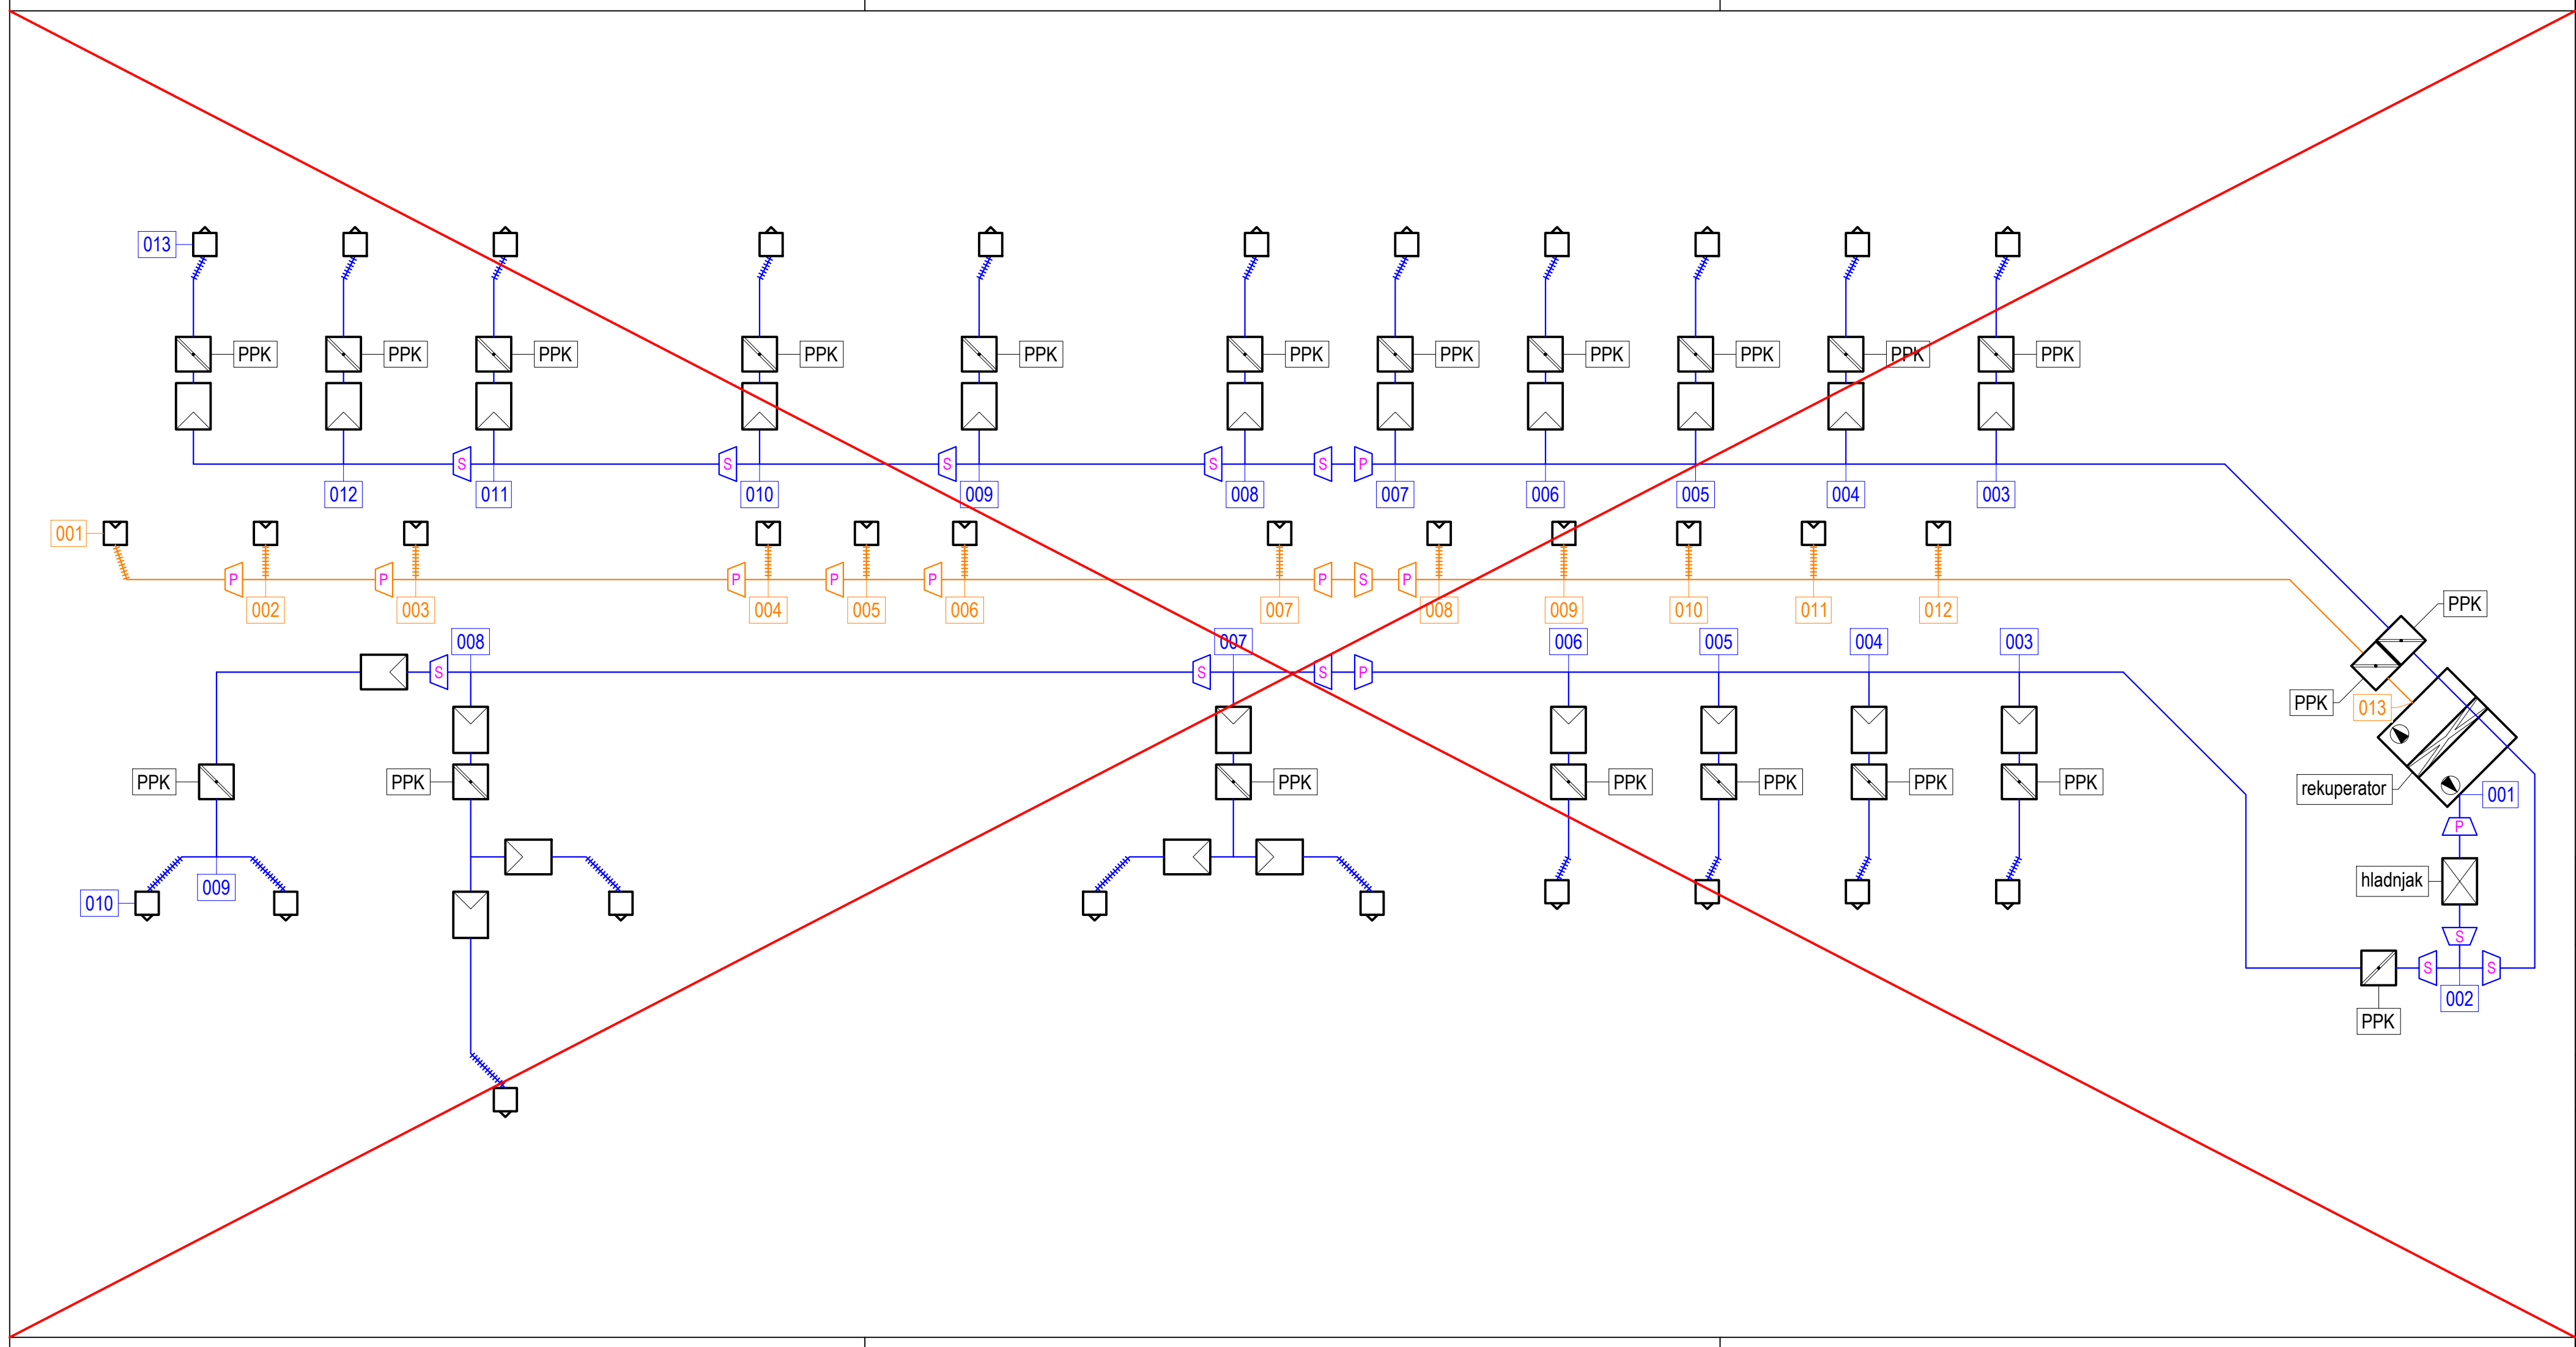 013
PPK PPK PPK PPK PPK PPK PPK PPK PPK PPK PPK
S S S S S P
012 011 010 009 008 007 006 005 004 003
001
P P P P P P S P
002 003 004 005 006 007 008 009 010 011 012
PPK
008 007 006 005 004 003
S S S P
PPK
013
PPK PPK PPK PPK PPK PPK PPK
rekuperator
001
P
hladnjak
009
010
S
S S
002
PPK